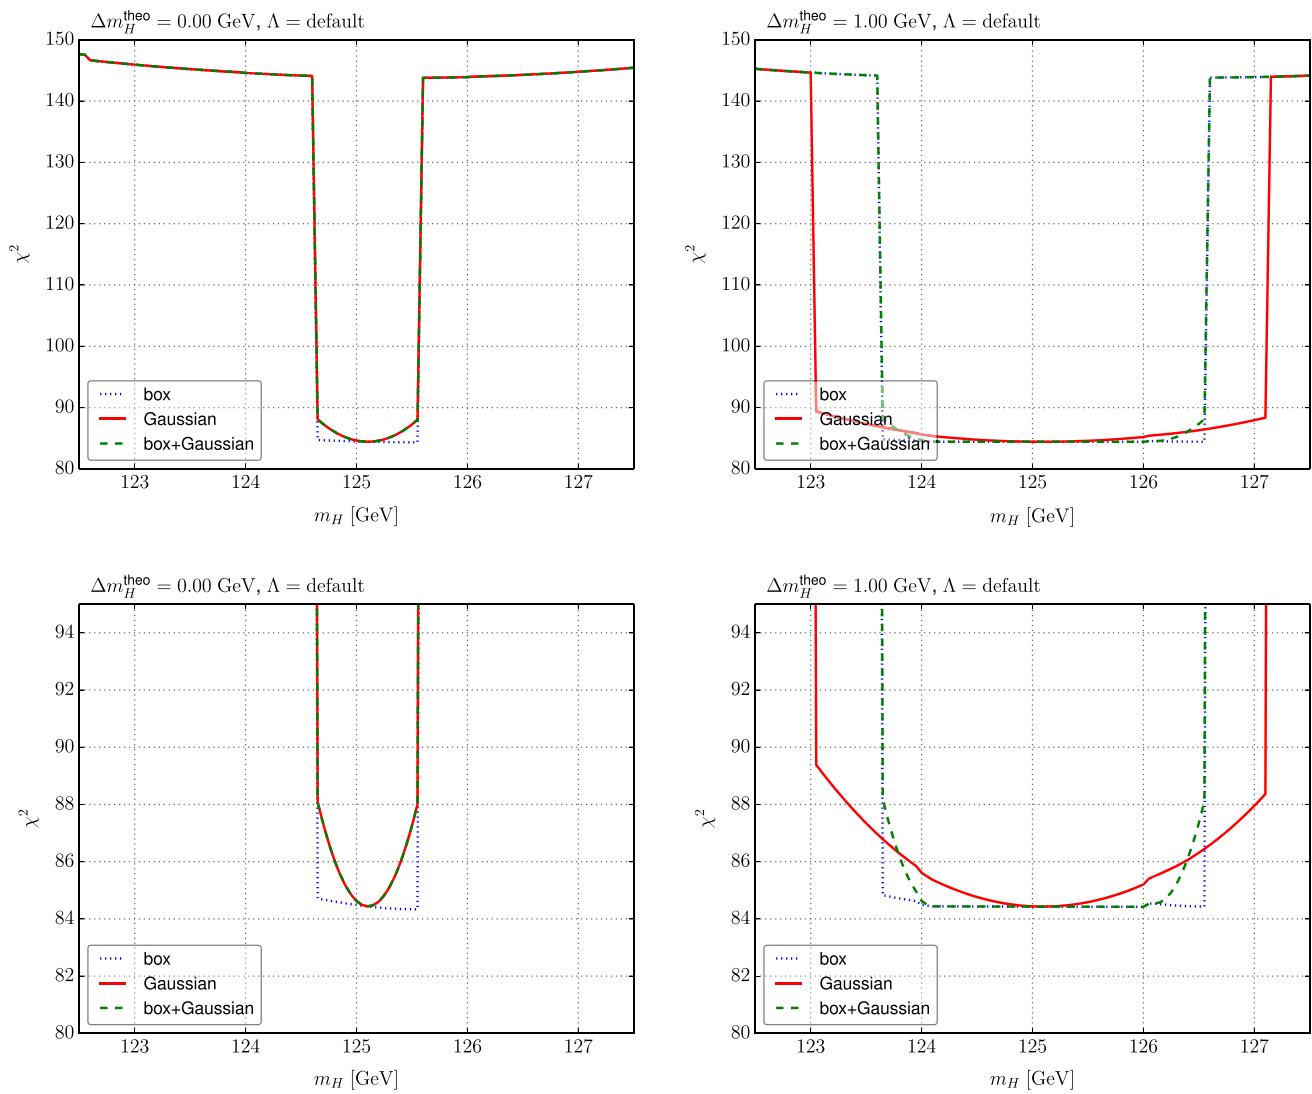 Δm_H^theo = 0.00 GeV, Λ = default
150
140
130
120
110
100
90
80
χ²
box
Gaussian
box+Gaussian
123 124 125 126 127
m_H [GeV]
Δm_H^theo = 1.00 GeV, Λ = default
150
140
130
120
110
100
90
80
χ²
box
Gaussian
box+Gaussian
123 124 125 126 127
m_H [GeV]
Δm_H^theo = 0.00 GeV, Λ = default
94
92
90
88
86
84
82
80
χ²
box
Gaussian
box+Gaussian
123 124 125 126 127
m_H [GeV]
Δm_H^theo = 1.00 GeV, Λ = default
94
92
90
88
86
84
82
80
χ²
box
Gaussian
box+Gaussian
123 124 125 126 127
m_H [GeV]